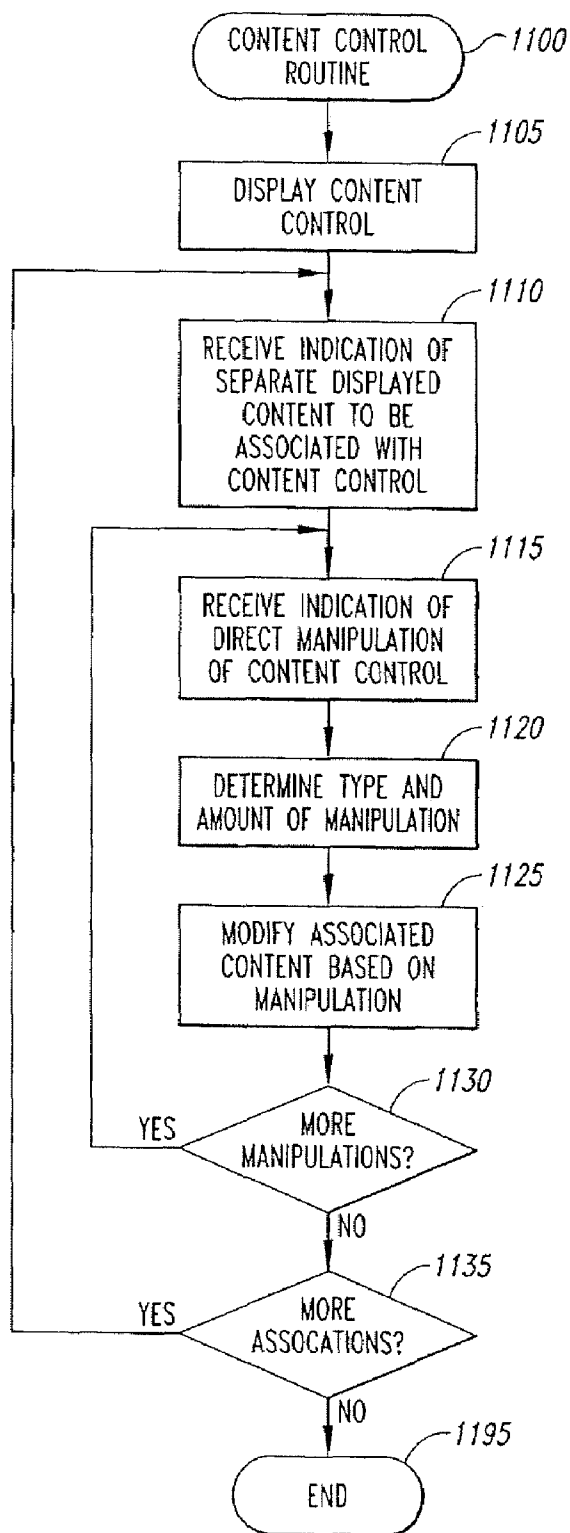 CONTENT CONTROL
ROUTINE
1100
1105
DISPLAY CONTENT
CONTROL
1110
RECEIVE INDICATION OF
SEPARATE DISPLAYED
CONTENT TO BE
ASSOCIATED WITH
CONTENT CONTROL
1115
RECEIVE INDICATION OF
DIRECT MANIPULATION
OF CONTENT CONTROL
1120
DETERMINE TYPE AND
AMOUNT OF MANIPULATION
1125
MODIFY ASSOCIATED
CONTENT BASED ON
MANIPULATION
1130
YES
MORE
MANIPULATIONS?
NO
1135
YES
MORE
ASSOCATIONS?
NO
1195
END